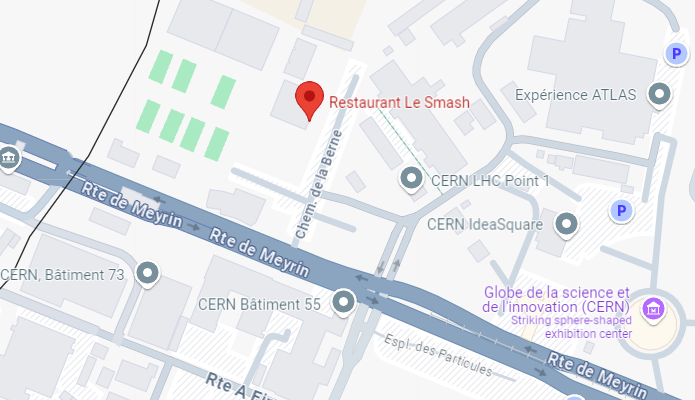 P
Expérience ATLAS
Restaurant Le Smash
Chem. de la Berne
CERN LHC Point 1
Rte de Meyrin
P
CERN IdeaSquare
Rte de Meyrin
CERN, Bâtiment 73
Globe de la science et
de l'innovation (CERN)
Striking sphere-shaped
exhibition center
CERN Bâtiment 55
Espl. des Particules
Rte de Meyrin
Rte A.